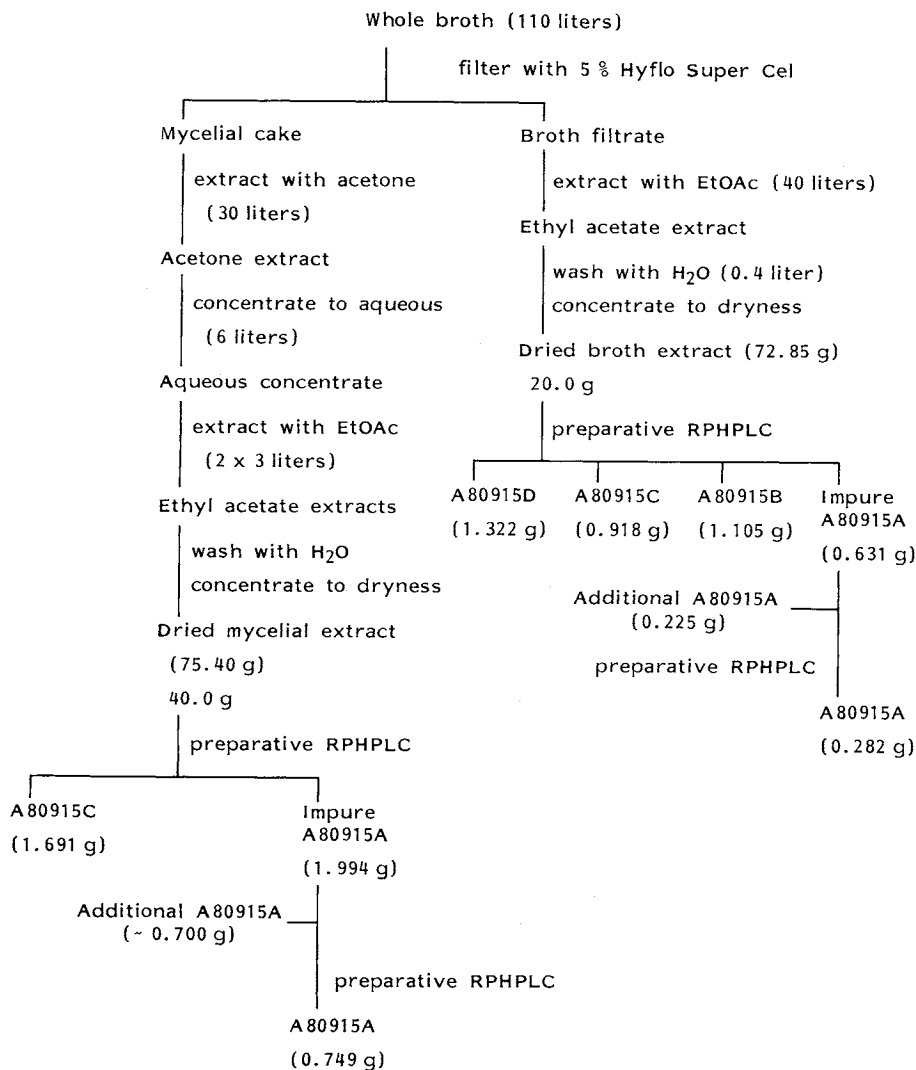 Whole broth (110 liters)
filter with 5 % Hyflo Super Cel
Mycelial cake
extract with acetone
(30 liters)
Acetone extract
concentrate to aqueous
(6 liters)
Aqueous concentrate
extract with EtOAc
(2 x 3 liters)
Ethyl acetate extracts
wash with H₂O
concentrate to dryness
Dried mycelial extract
(75.40 g)
40.0 g
preparative RPHPLC
A80915C
(1.691 g)
Impure
A80915A
(1.994 g)
Additional A80915A
(~ 0.700 g)
preparative RPHPLC
A80915A
(0.749 g)
Broth filtrate
extract with EtOAc (40 liters)
Ethyl acetate extract
wash with H₂O (0.4 liter)
concentrate to dryness
Dried broth extract (72.85 g)
20.0 g
preparative RPHPLC
A80915D
(1.322 g)
A80915C
(0.918 g)
A80915B
(1.105 g)
Impure
A80915A
(0.631 g)
Additional A80915A
(0.225 g)
preparative RPHPLC
A80915A
(0.282 g)